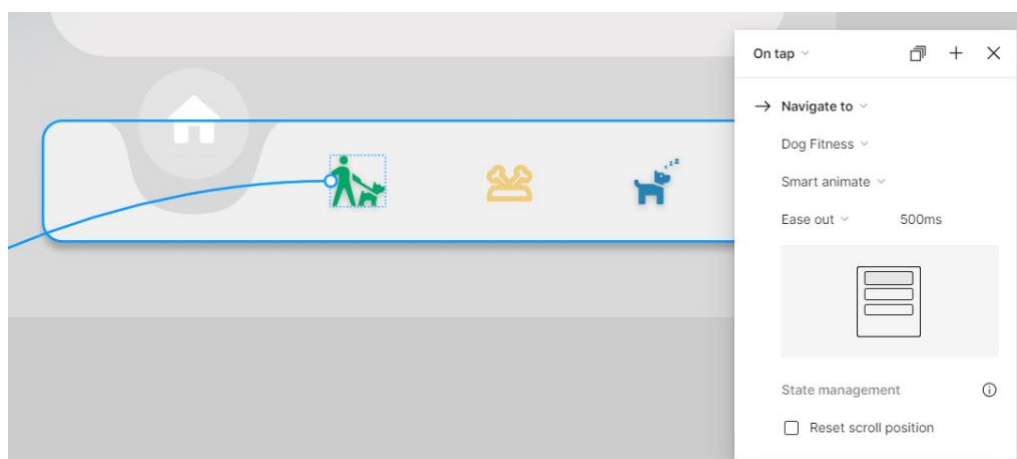 On tap
Navigate to
Dog Fitness
Smart animate
Ease out 500ms
State management
Reset scroll position
z z z